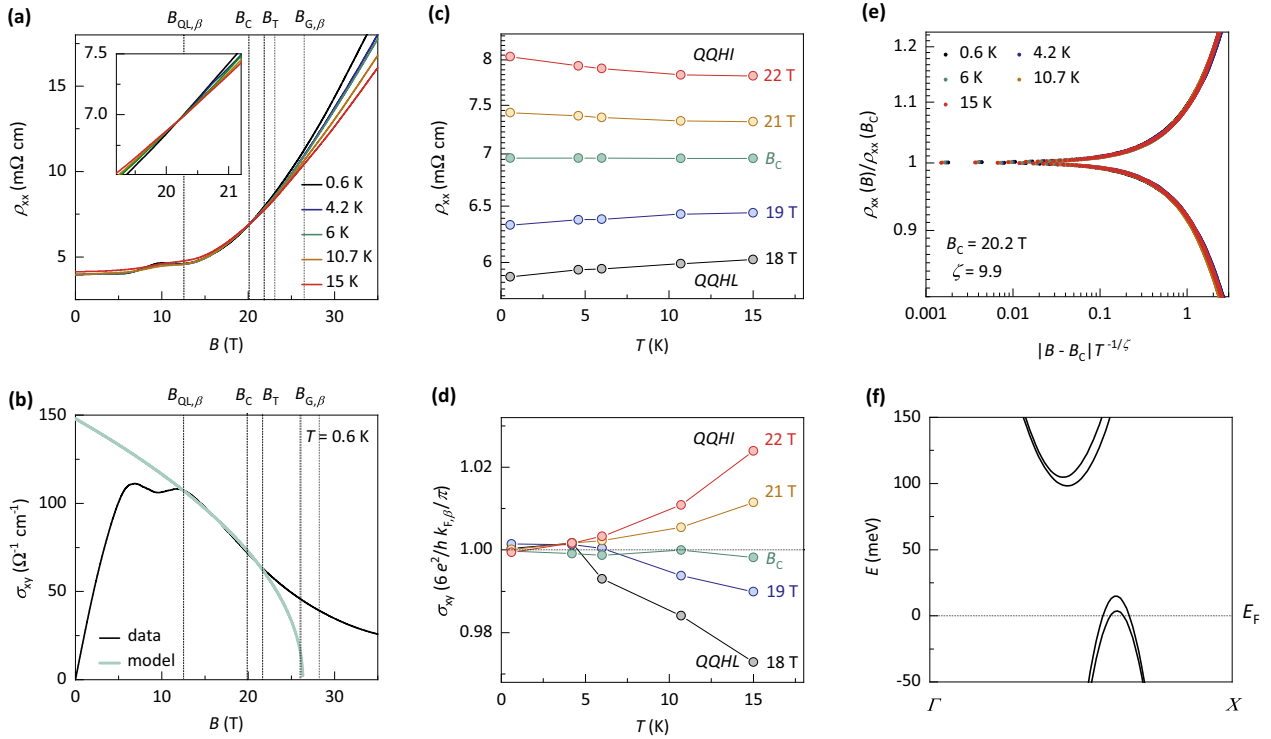 (a)
B_QL,β B_C B_T B_G,β
7.5
7.0
20 21
15
10
5
ρ_xx (mΩ cm)
0.6 K
4.2 K
6 K
10.7 K
15 K
0 10 20 30
B (T)
(b)
B_QL,β B_C B_T B_G,β
T = 0.6 K
150
100
50
0
σ_xy (Ω⁻¹ cm⁻¹)
data
model
0 10 20 30
B (T)
(c)
QQHI
22 T
21 T
B_C
19 T
18 T
QQHL
8
7.5
7
6.5
6
ρ_xx (mΩ cm)
0 5 10 15
T (K)
(d)
QQHI
22 T
21 T
B_C
19 T
18 T
QQHL
1.02
1.00
0.98
σ_xy (6 e²/h k_F,β/π)
0 5 10 15
T (K)
(e)
0.6 K 4.2 K
6 K 10.7 K
15 K
1.2
1.1
1
0.9
ρ_xx (B)/ρ_xx (B_C)
B_C = 20.2 T
ζ = 9.9
0.001 0.01 0.1 1
|B - B_C| T^-1/ζ
(f)
150
100
50
0
-50
E (meV)
E_F
Γ X